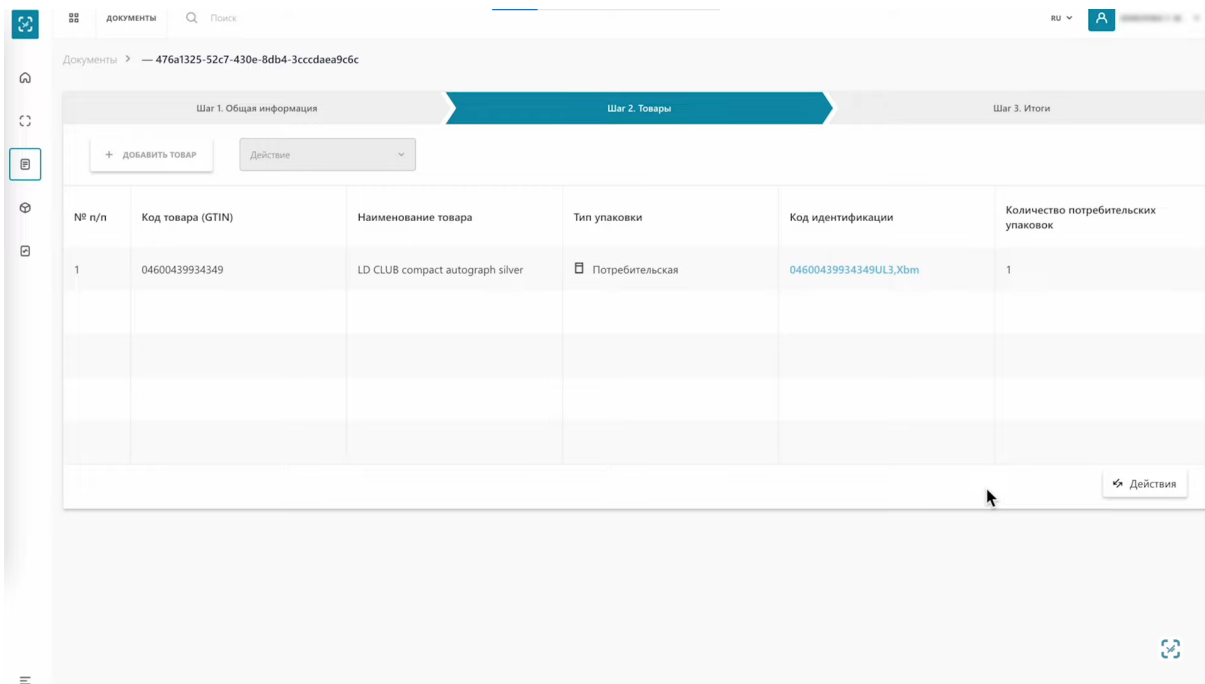 ДОКУМЕНТЫ
Поиск
RU
Документы > — 476a1325-52c7-430e-8db4-3cccdaea9c6c
Шаг 1. Общая информация
Шаг 2. Товары
Шаг 3. Итоги
+ ДОБАВИТЬ ТОВАР
Действие
№ п/п
Код товара (GTIN)
Наименование товара
Тип упаковки
Код идентификации
Количество потребительских
упаковок
1
04600439934349
LD CLUB compact autograph silver
Потребительская
04600439934349UL3,Xbm
1
Действия